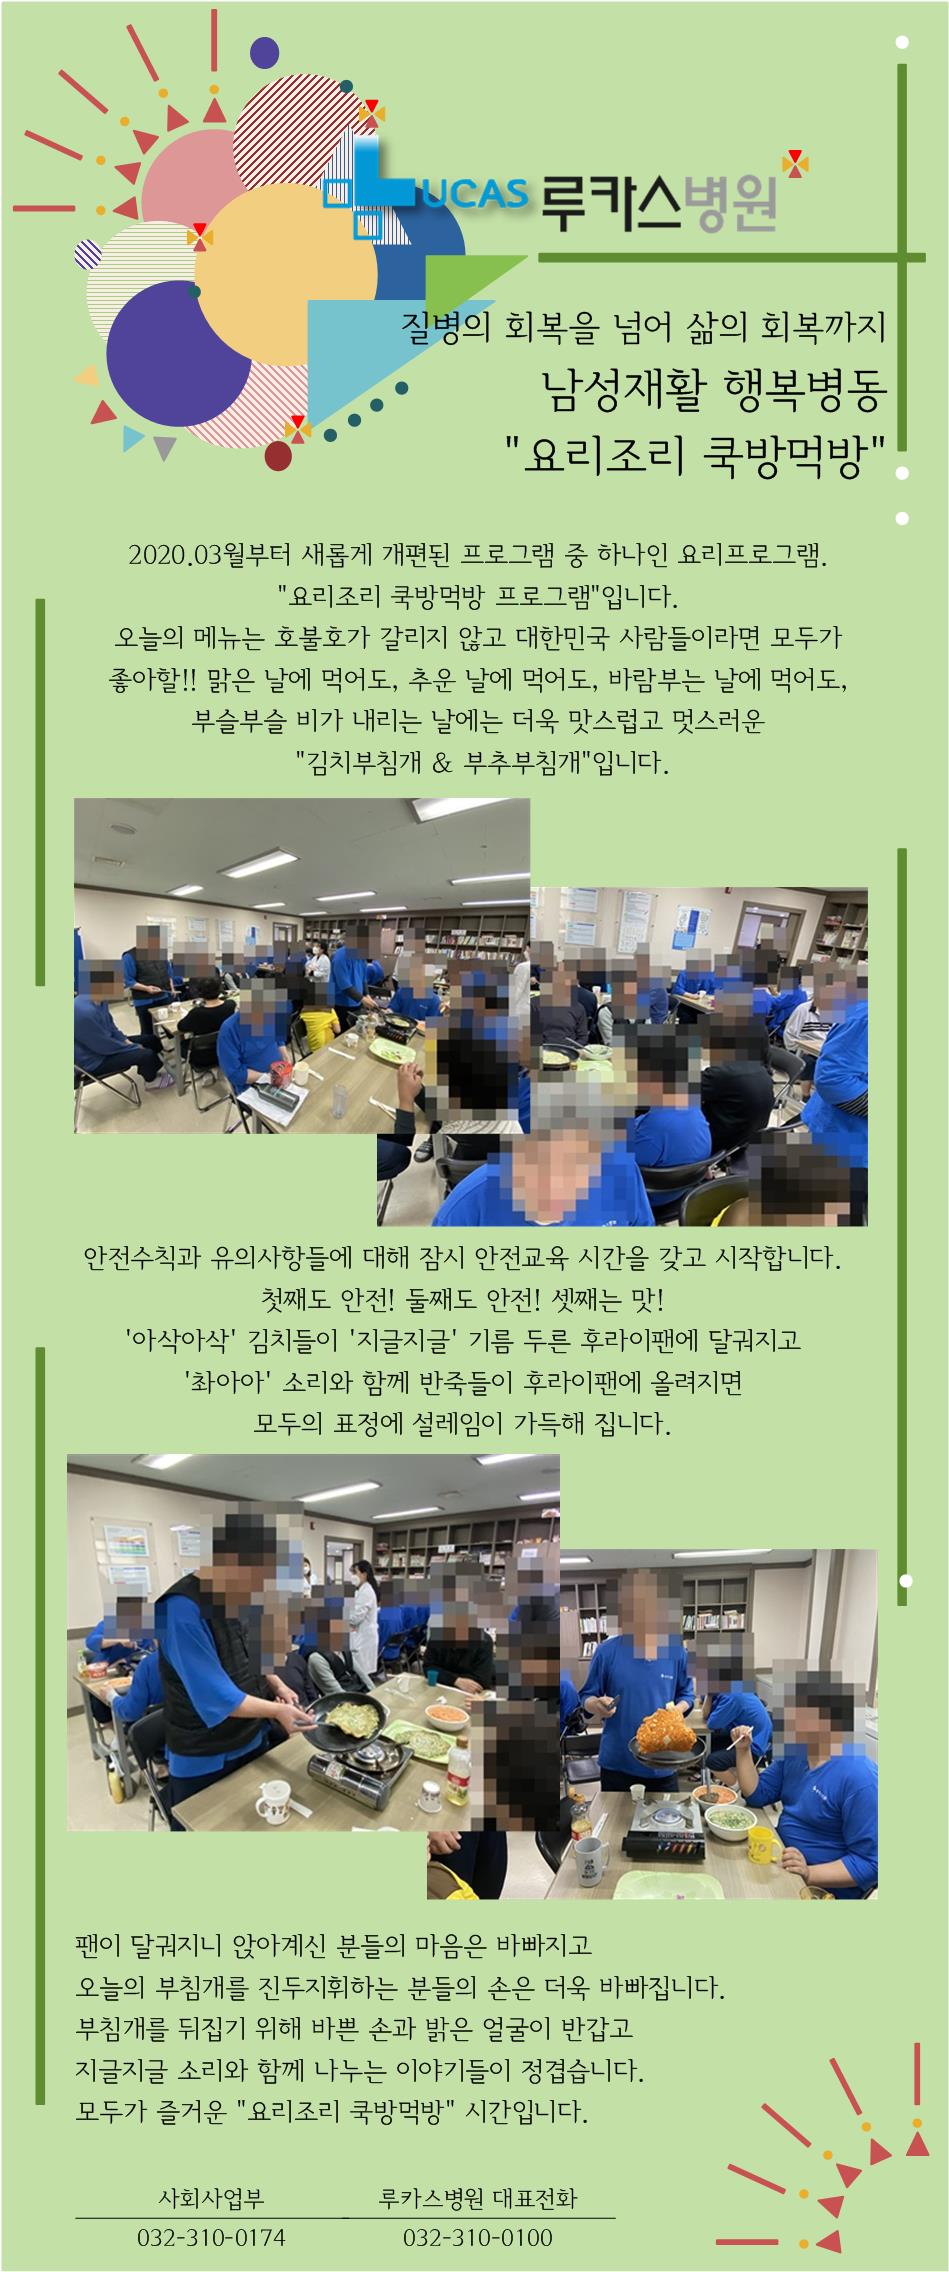 LUCAS 루카스병원
질병의 회복을 넘어 삶의 회복까지
남성재활 행복병동
"요리조리 쿡방먹방"
2020.03월부터 새롭게 개편된 프로그램 중 하나인 요리프로그램.
"요리조리 쿡방먹방 프로그램"입니다.
오늘의 메뉴는 호불호가 갈리지 않고 대한민국 사람들이라면 모두가
좋아할!! 맑은 날에 먹어도, 추운 날에 먹어도, 바람부는 날에 먹어도,
부슬부슬 비가 내리는 날에는 더욱 맛스럽고 멋스러운
"김치부침개 & 부추부침개"입니다.
안전수칙과 유의사항들에 대해 잠시 안전교육 시간을 갖고 시작합니다.
첫째도 안전! 둘째도 안전! 셋째는 맛!
'아삭아삭' 김치들이 '지글지글' 기름 두른 후라이팬에 달궈지고
'촤아아' 소리와 함께 반죽들이 후라이팬에 올려지면
모두의 표정에 설레임이 가득해 집니다.
팬이 달궈지니 앉아계신 분들의 마음은 바빠지고
오늘의 부침개를 진두지휘하는 분들의 손은 더욱 바빠집니다.
부침개를 뒤집기 위해 바쁜 손과 밝은 얼굴이 반갑고
지글지글 소리와 함께 나누는 이야기들이 정겹습니다.
모두가 즐거운 "요리조리 쿡방먹방" 시간입니다.
사회사업부 루카스병원 대표전화
032-310-0174 032-310-0100